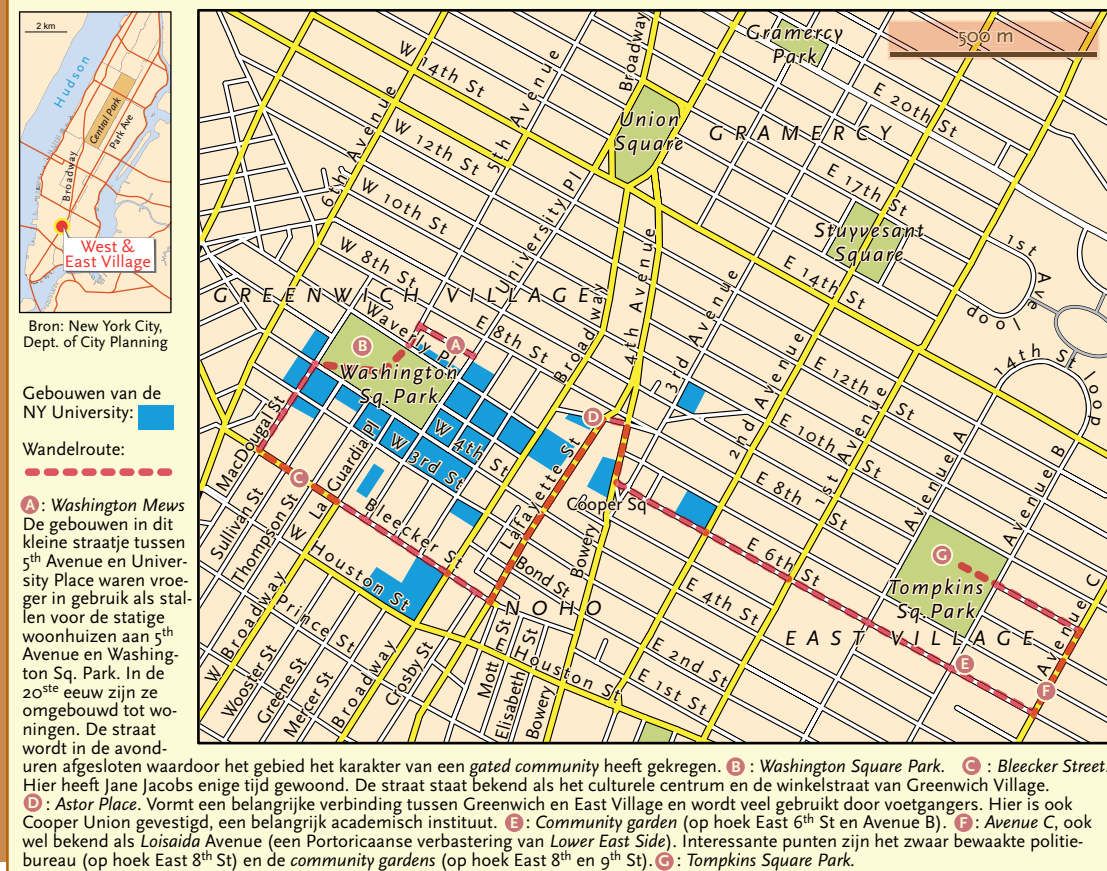 2 km
Hudson
Central Park
Park Ave
Broadway
West &
East Village
Bron: New York City,
Dept. of City Planning
Gebouwen van de
NY University:
Wandelroute:
500 m
Gramercy
Park
Broadway
W 14th St
5th Avenue
6th Avenue
Union
Square
GRAMERCY
E 20th St
W 12th St
E 17th St
W 10th St
University Pl
Stuyvesant
Square
1st Ave loop
W 8th St
4th Avenue
E 14th St
GREENWICH VILLAGE
Waverly Pl
E 8th St
Broadway
3rd Avenue
14th St loop
A
B
Washington
Sq. Park
2nd Avenue
E 12th St
1st Avenue
D
MacDougal St
La Guardia Pl
W 4th St
W 3rd St
E 10th St
Avenue A
Avenue B
C
Lafayette St
Cooper Sq
E 8th St
Sullivan St
Thompson St
Bleecker St
Bowery
E 6th St
G
Tompkins
Sq. Park
W Houston St
Bond St
NOHO
E 4th St
EAST VILLAGE
Avenue C
W Broadway
Prince St
E
F
Wooster St
Greene St
Mercer St
Broadway
Crosby St
Mott St
Elisabeth St
Bowery
E Houston St
E 2nd St
E 1st St
A : Washington Mews
De gebouwen in dit
kleine straatje tussen
5th Avenue en Univer-
sity Place waren vroe-
ger in gebruik als stal-
len voor de statige
woonhuizen aan 5th
Avenue en Washing-
ton Sq. Park. In de
20ste eeuw zijn ze
omgebouwd tot wo-
ningen. De straat
wordt in de avond-
uren afgesloten waardoor het gebied het karakter van een gated community heeft gekregen. B : Washington Square Park. C : Bleecker Street.
Hier heeft Jane Jacobs enige tijd gewoond. De straat staat bekend als het culturele centrum en de winkelstraat van Greenwich Village.
D : Astor Place. Vormt een belangrijke verbinding tussen Greenwich en East Village en wordt veel gebruikt door voetgangers. Hier is ook
Cooper Union gevestigd, een belangrijk academisch instituut. E : Community garden (op hoek East 6th St en Avenue B). F : Avenue C, ook
wel bekend als Loisaida Avenue (een Portoricaanse verbastering van Lower East Side). Interessante punten zijn het zwaar bewaakte politie-
bureau (op hoek East 8th St) en de community gardens (op hoek East 8th en 9th St). G : Tompkins Square Park.